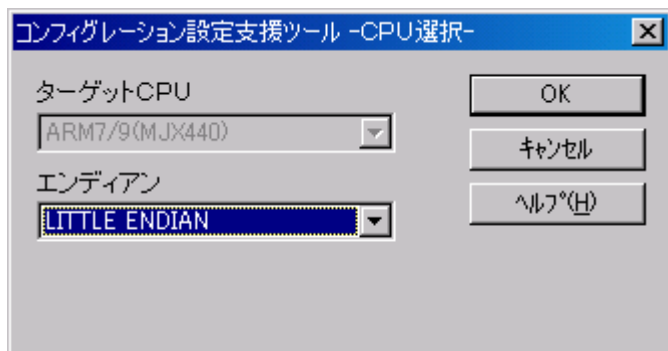 コンフィグレーション設定支援ツール -CPU選択-
ターゲットCPU
ARM7/9(MJX440)
エンディアン
LITTLE ENDIAN
OK
キャンセル
ヘルプ(H)